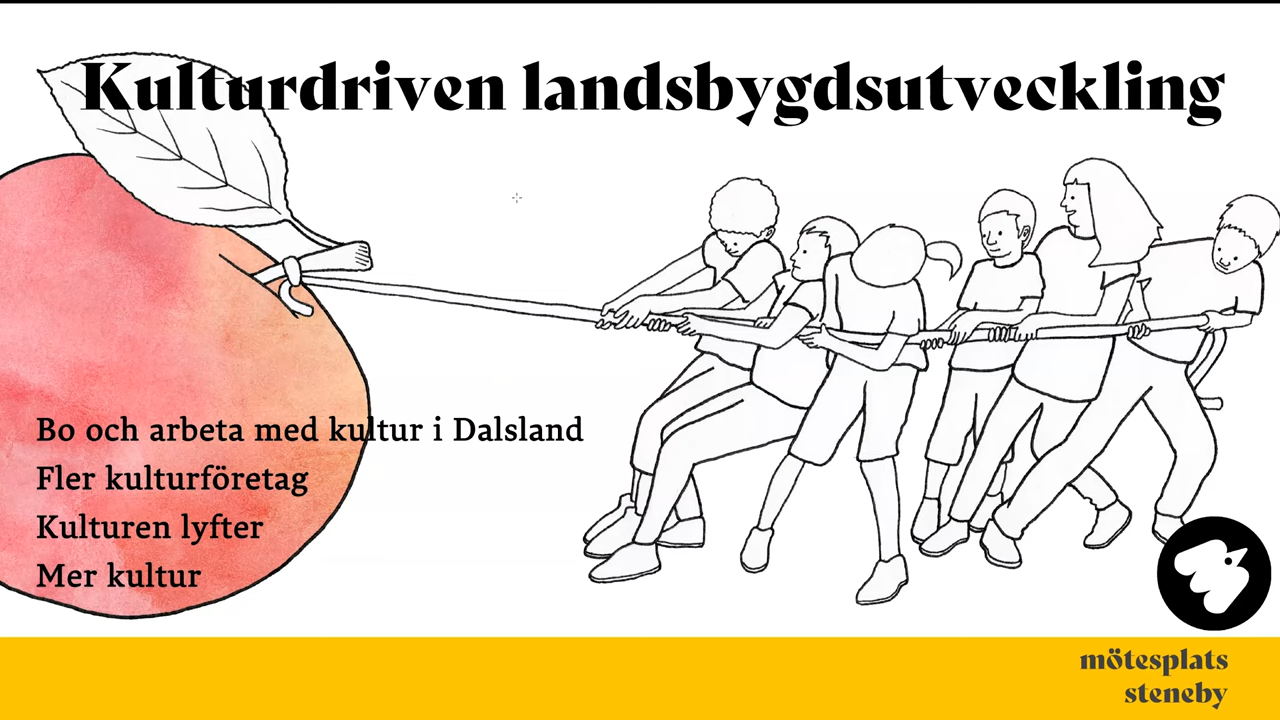 Kulturdriven landsbygdsutveckling
Bo och arbeta med kultur i Dalsland
Fler kulturföretag
Kulturen lyfter
Mer kultur
mötesplats
steneby